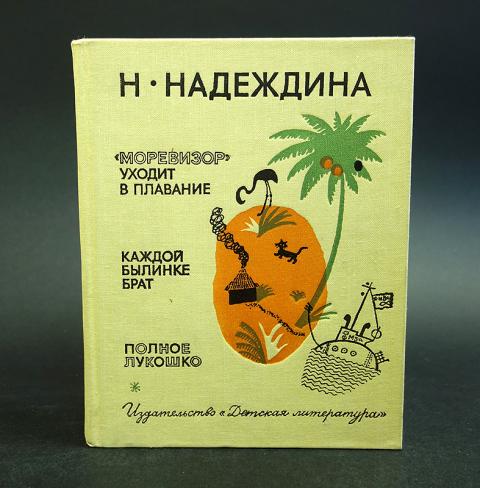 Н · НАДЕЖДИНА
«МОРЕВИЗОР»
УХОДИТ
В ПЛАВАНИЕ
КАЖДОЙ
БЫЛИНКЕ
БРАТ
ПОЛНОЕ
ЛУКОШКО
Издательство «Детская литература»